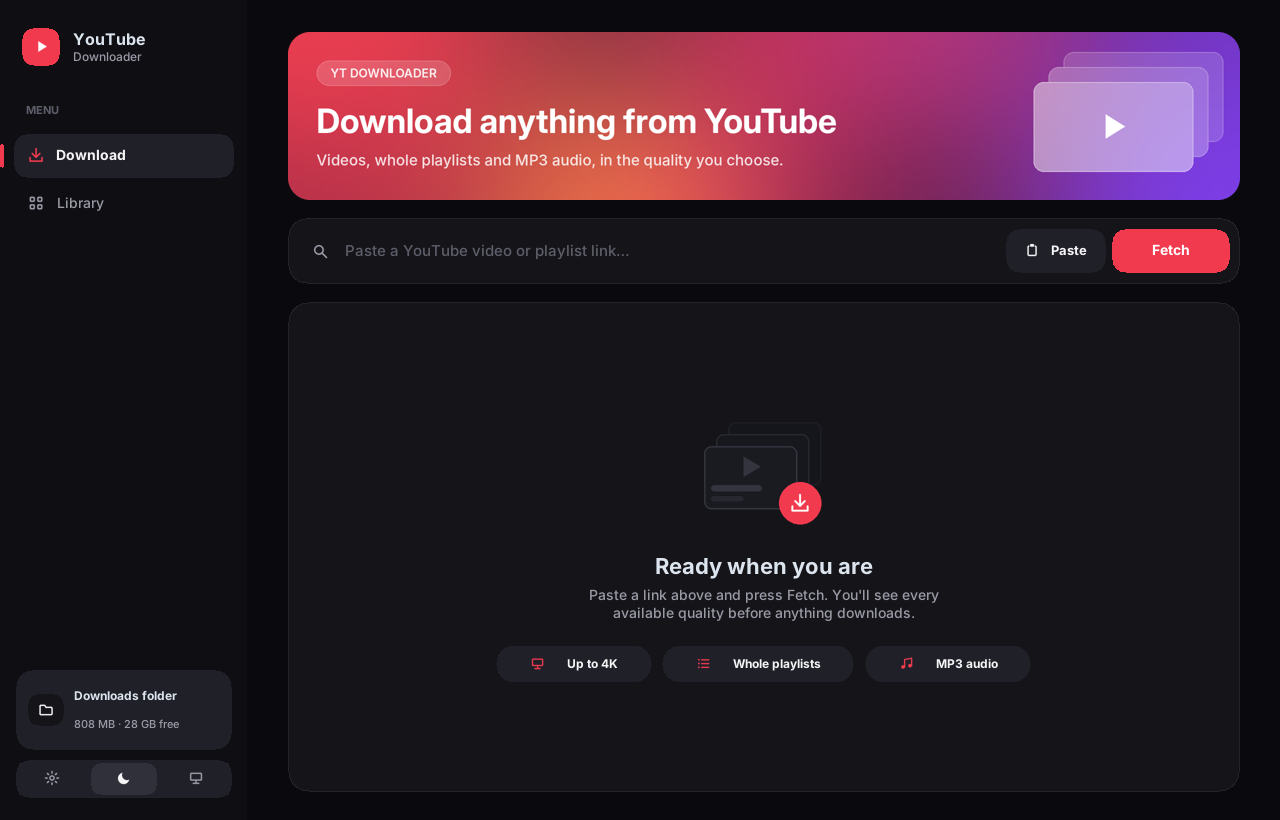 YouTube
Downloader
MENU
Download
Library
Downloads folder
808 MB · 28 GB free
YT DOWNLOADER
Download anything from YouTube
Videos, whole playlists and MP3 audio, in the quality you choose.
Paste a YouTube video or playlist link...
Paste
Fetch
Ready when you are
Paste a link above and press Fetch. You'll see every
available quality before anything downloads.
Up to 4K
Whole playlists
MP3 audio